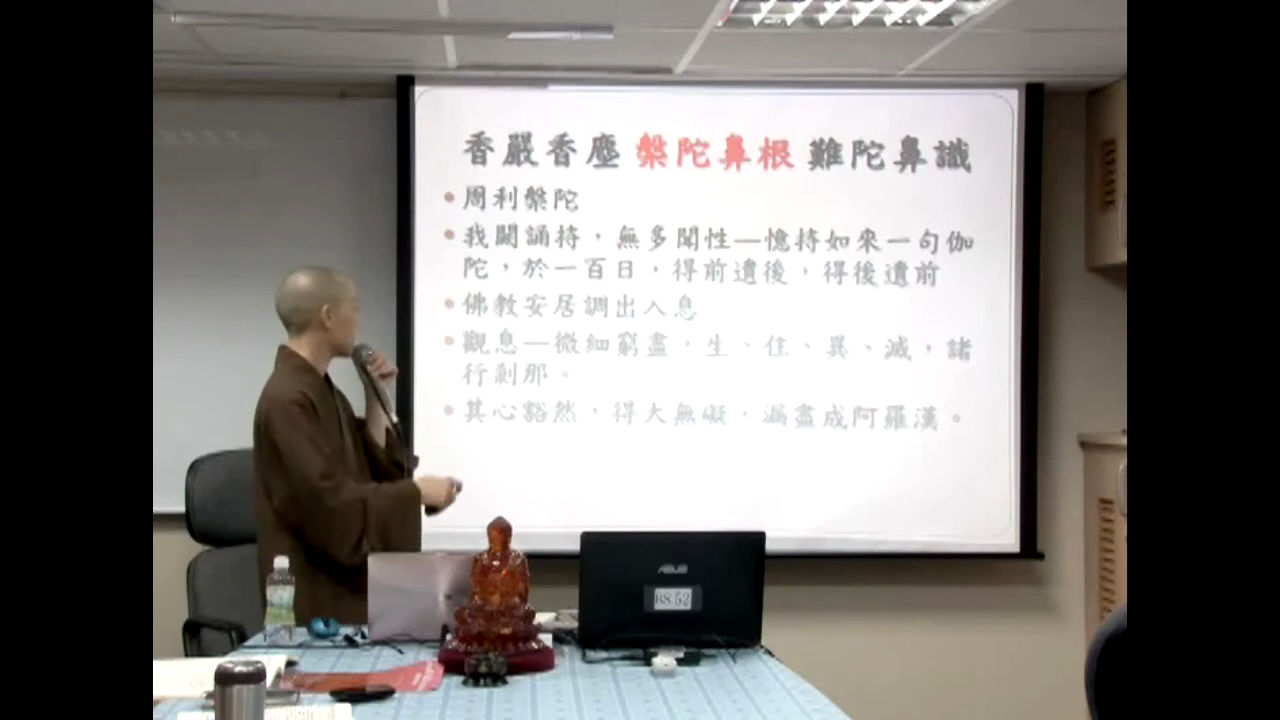 香嚴香塵 槃陀鼻根 難陀鼻識
周利槃陀
我闕誦持，無多聞性—憶持如來一句伽
陀，於一百日，得前遺後，得後遺前
佛教安居調出入息
觀息—微細窮盡，生、住、異、滅，諸
行剎那。
其心豁然，得大無礙，漏盡成阿羅漢。
ASUS
BS 52